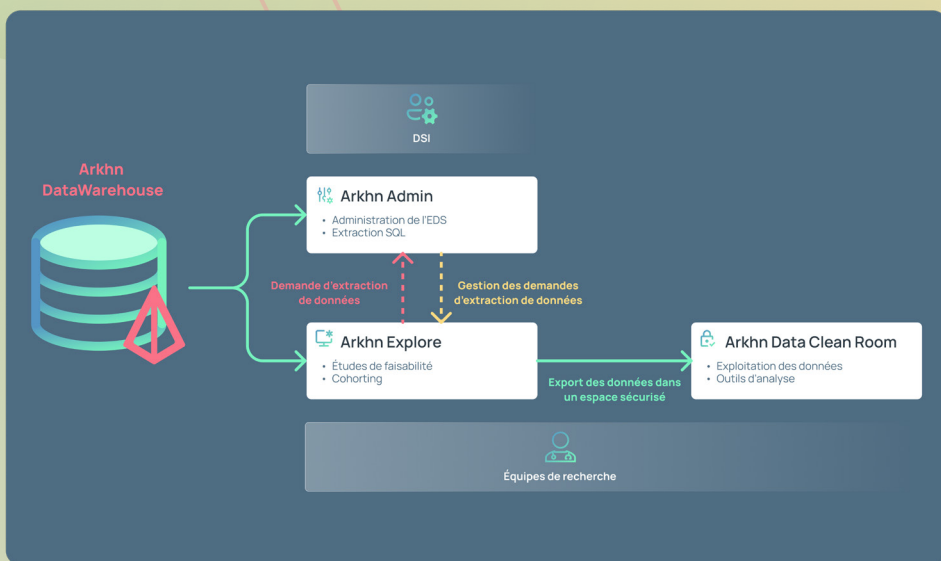 DSI
Arkhn
DataWarehouse
Arkhn Admin
• Administration de l'EDS
• Extraction SQL
Demande d'extraction
de données
Gestion des demandes
d'extraction de données
Arkhn Explore
• Études de faisabilité
• Cohorting
Export des données dans
un espace sécurisé
Arkhn Data Clean Room
• Exploitation des données
• Outils d'analyse
Équipes de recherche